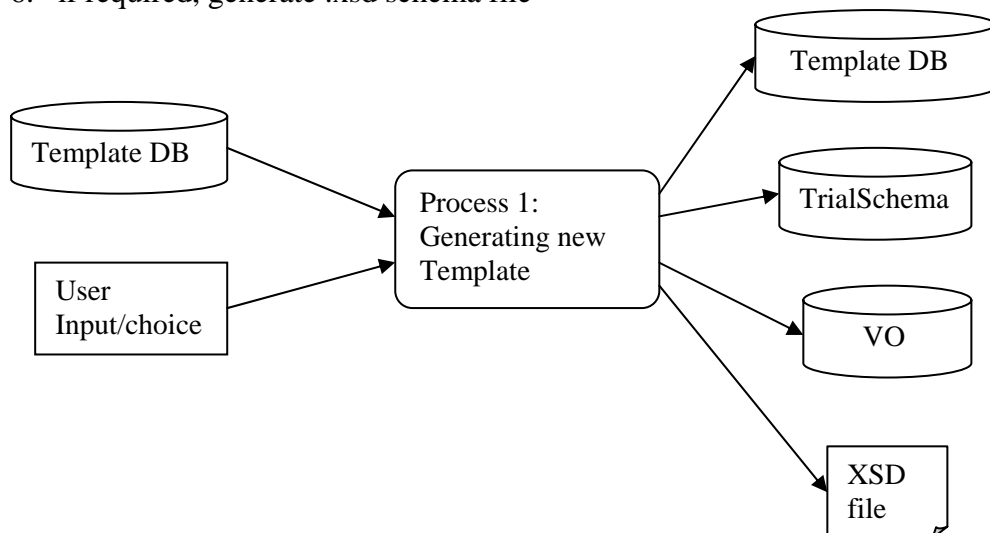 6. if required, generate .xsd schema file
Template DB
Template DB
Process 1:
Generating new
Template
TrialSchema
User
Input/choice
VO
XSD
file